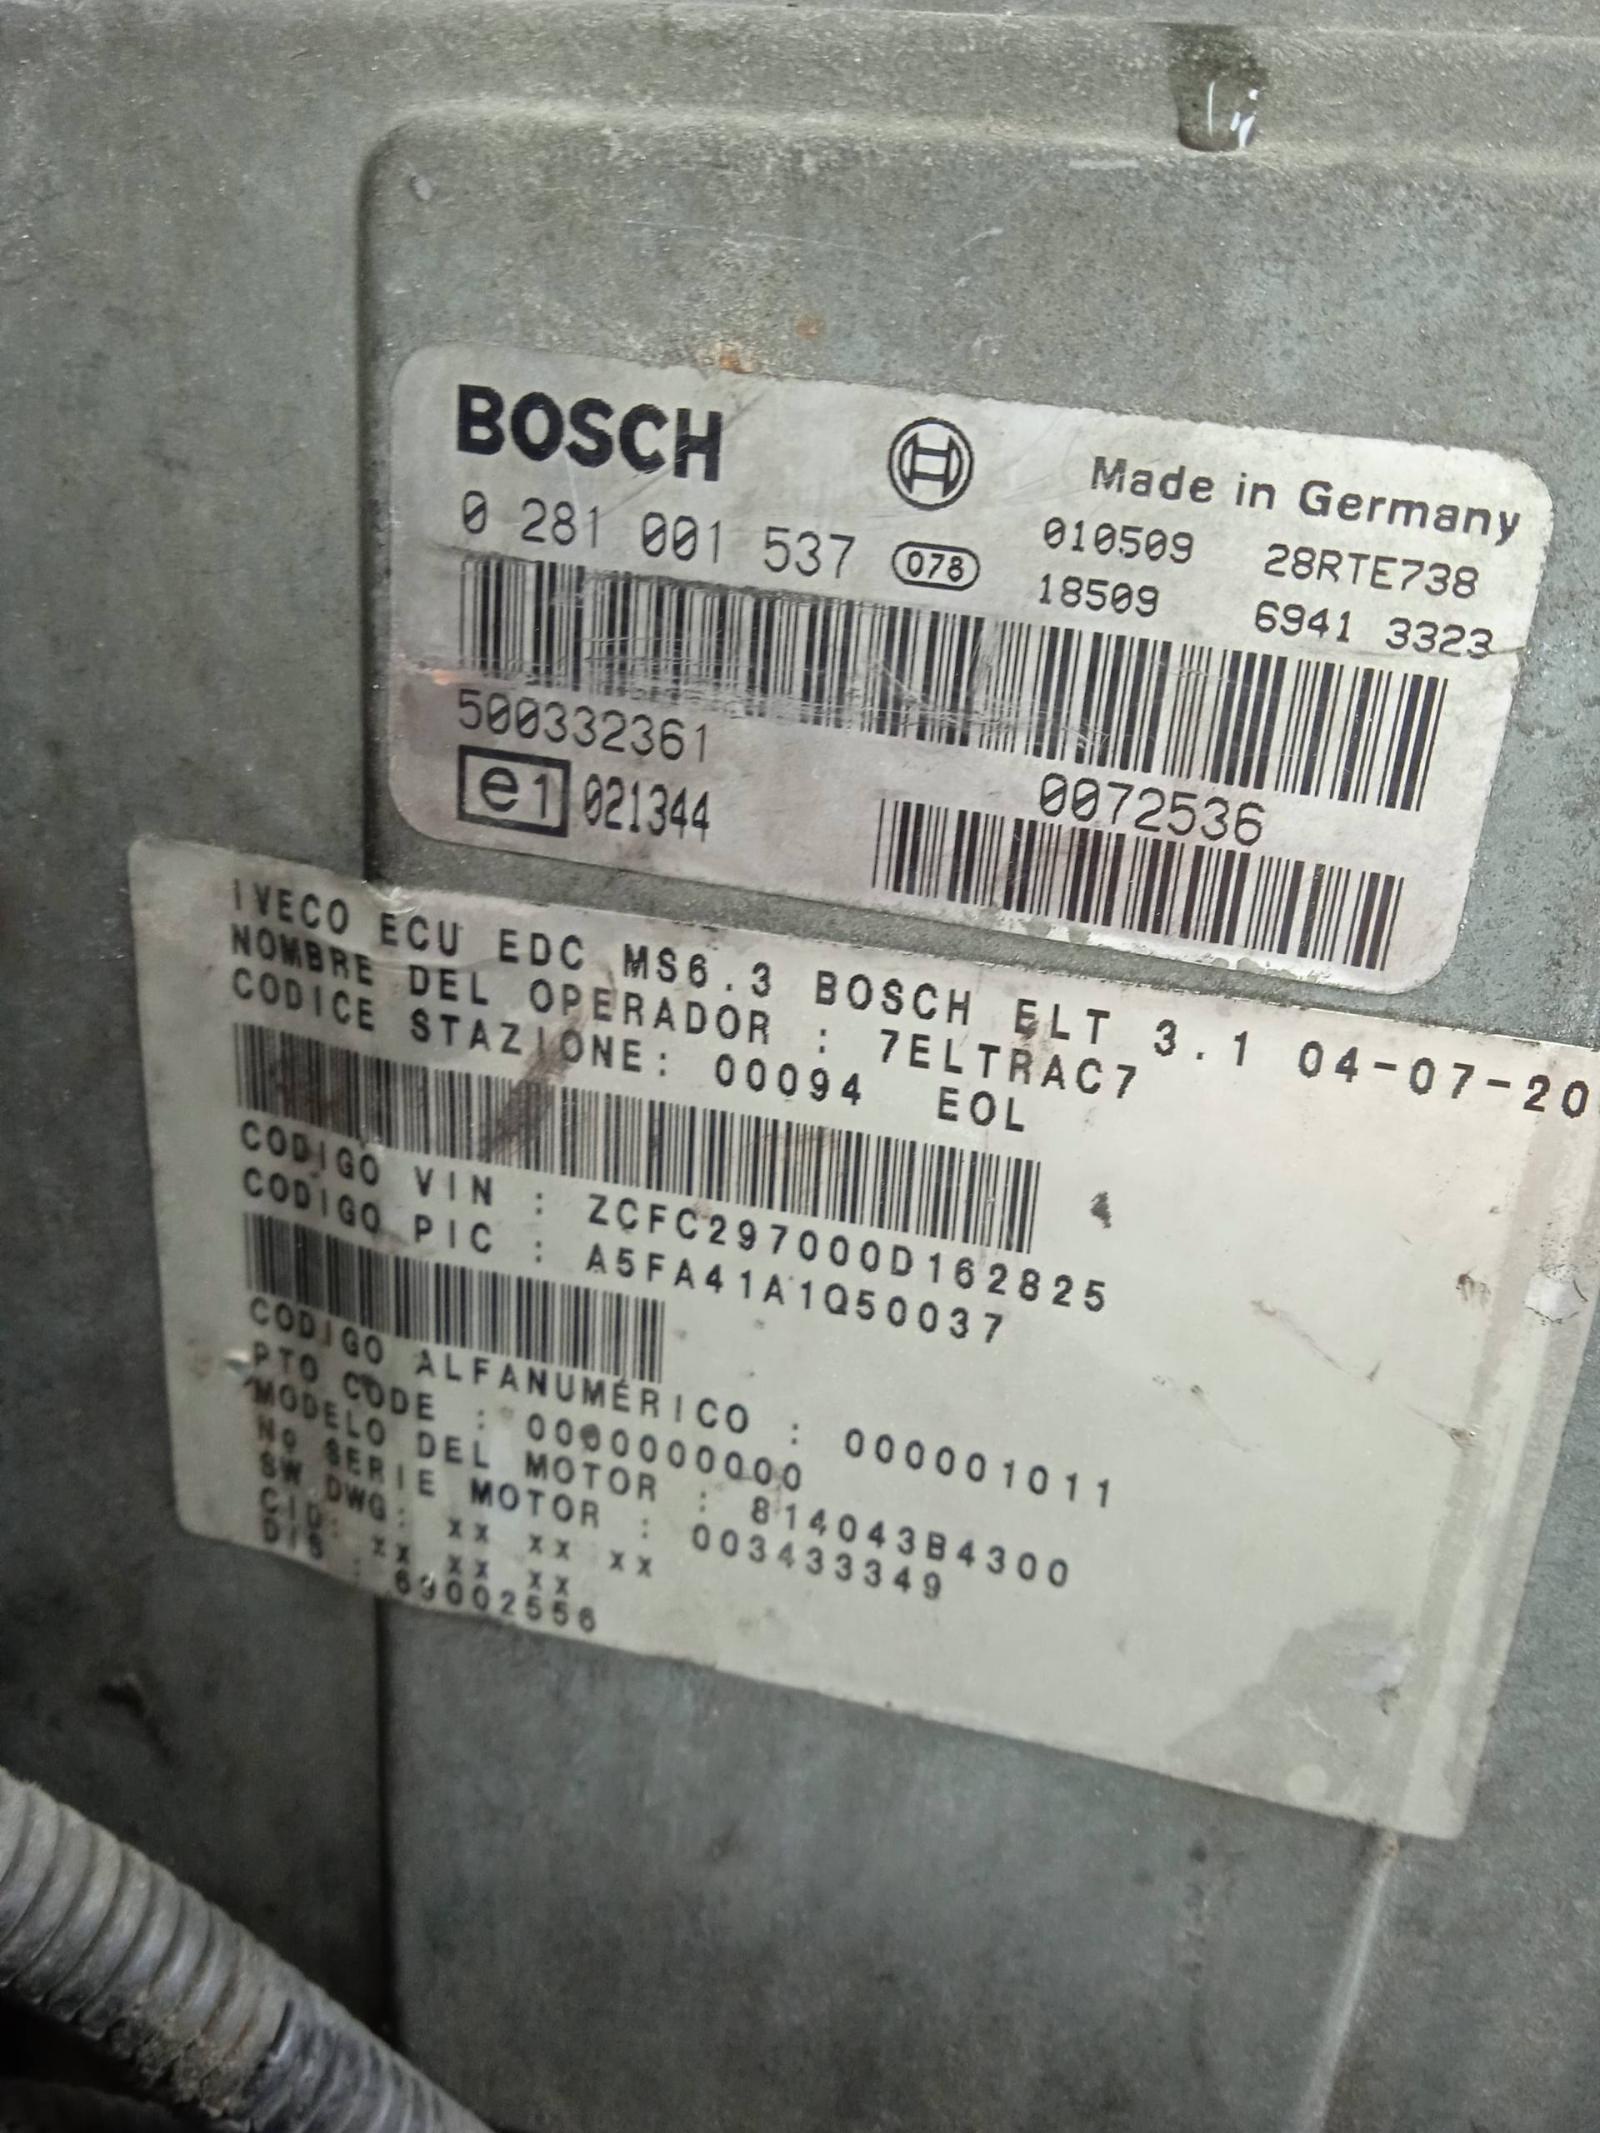 BOSCH
Made in Germany
0 281 001 537 078 010509 28RTE738
18509 6941 3323
500332361
0072536
e1 021344
IVECO ECU EDC MS6.3 BOSCH ELT 3.1 04-07-20
NOMBRE DEL OPERADOR : 7ELTRAC7
CODICE STAZIONE: 00094 EOL
CODIGO VIN : ZCFC297000D162825
CODIGO PIC : A5FA41A1Q50037
CODIGO ALFANUMERICO : 000001011
PTO CODE : 0000000000
MODELO DEL MOTOR : 814043B4300
No SERIE MOTOR : 003433349
SW DWG: xx xx xx
CID: xx xx xx
DIS : 69002556